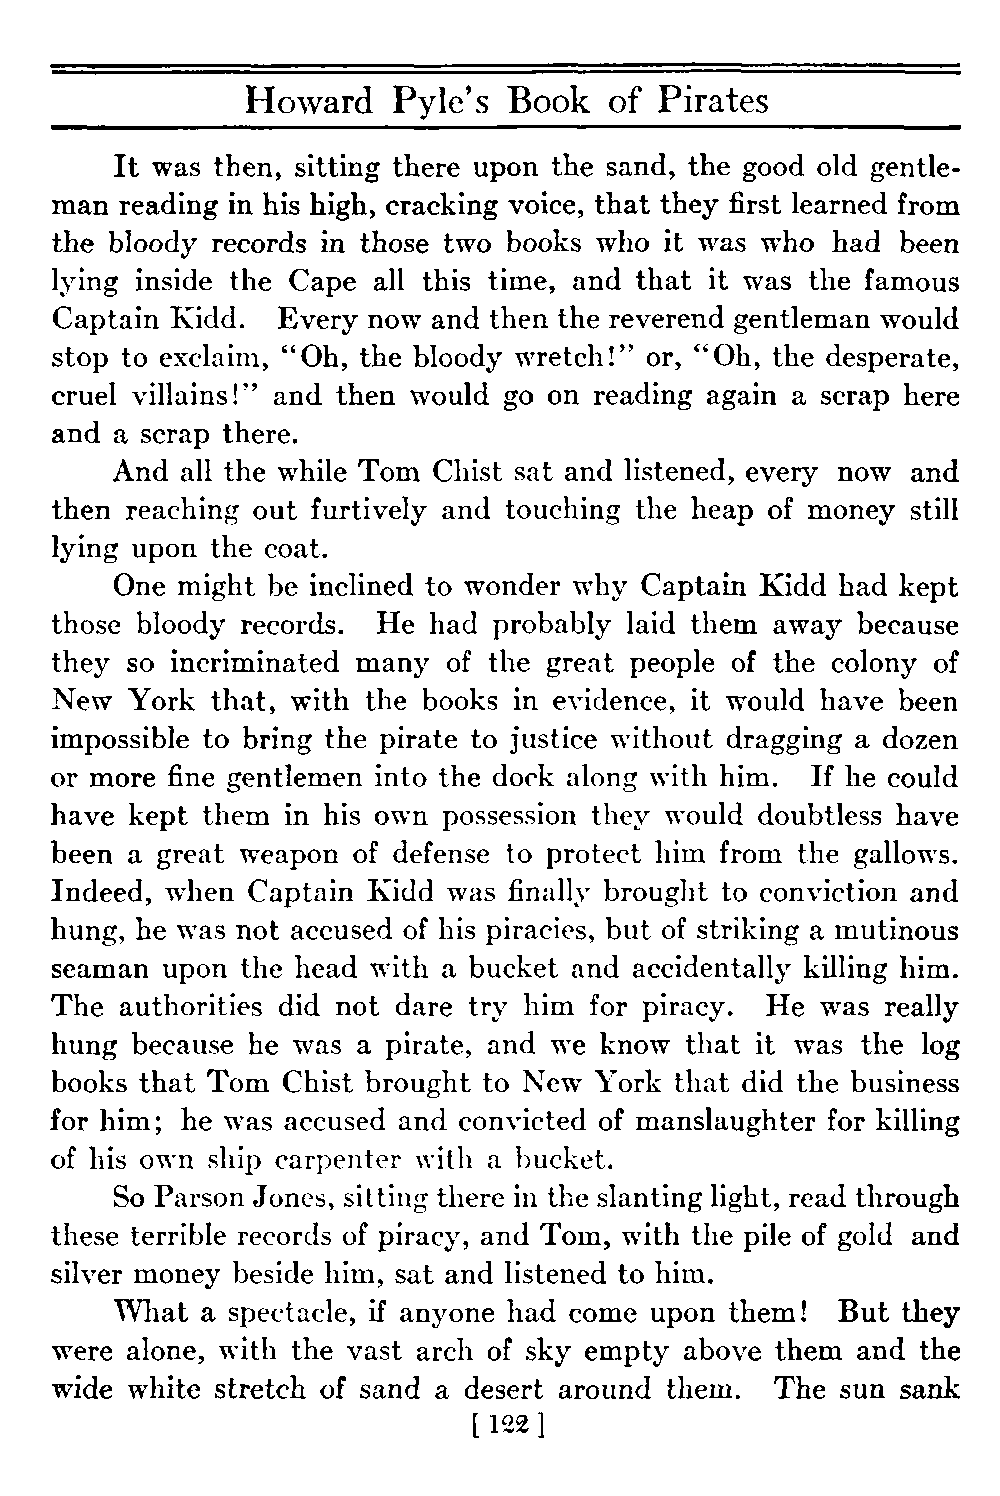 Howard Pyle's Book of Pirates
It was then, sitting there upon the sand, the good old gentle-
man reading in his high, cracking voice, that they first learned from
the bloody records in those two books who it was who had been
lying inside the Cape all this time, and that it was the famous
Captain Kidd. Every now and then the reverend gentleman would
stop to exclaim, “Oh, the bloody wretch!” or, “Oh, the desperate,
cruel villains!” and then would go on reading again a scrap here
and a scrap there.
And all the while Tom Chist sat and listened, every now and
then reaching out furtively and touching the heap of money still
lying upon the coat.
One might be inclined to wonder why Captain Kidd had kept
those bloody records. He had probably laid them away because
they so incriminated many of the great people of the colony of
New York that, with the books in evidence, it would have been
impossible to bring the pirate to justice without dragging a dozen
or more fine gentlemen into the dock along with him. If he could
have kept them in his own possession they would doubtless have
been a great weapon of defense to protect him from the gallows.
Indeed, when Captain Kidd was finally brought to conviction and
hung, he was not accused of his piracies, but of striking a mutinous
seaman upon the head with a bucket and accidentally killing him.
The authorities did not dare try him for piracy. He was really
hung because he was a pirate, and we know that it was the log
books that Tom Chist brought to New York that did the business
for him; he was accused and convicted of manslaughter for killing
of his own ship carpenter with a bucket.
So Parson Jones, sitting there in the slanting light, read through
these terrible records of piracy, and Tom, with the pile of gold and
silver money beside him, sat and listened to him.
What a spectacle, if anyone had come upon them! But they
were alone, with the vast arch of sky empty above them and the
wide white stretch of sand a desert around them. The sun sank
[ 122 ]